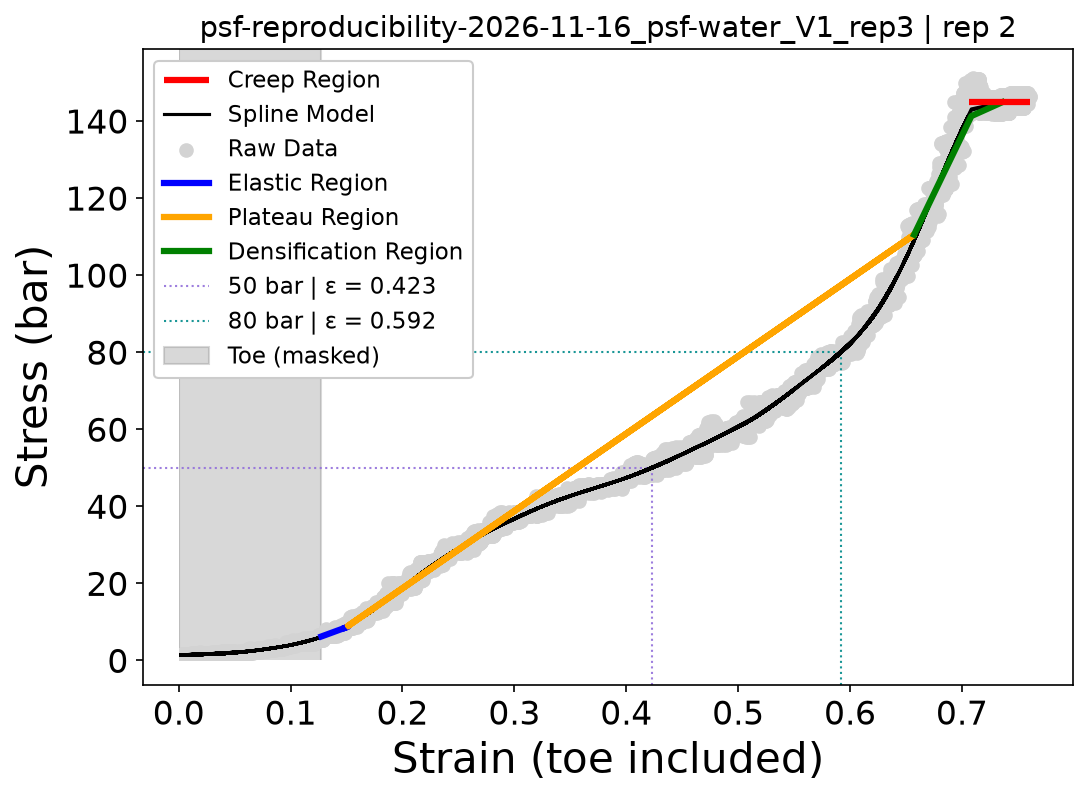 psf-reproducibility-2026-11-16_psf-water_V1_rep3 | rep 2
Creep Region
Spline Model
Raw Data
Elastic Region
Plateau Region
Densification Region
50 bar | ε = 0.423
80 bar | ε = 0.592
Toe (masked)
Stress (bar)
140
120
100
80
60
40
20
0
0.0 0.1 0.2 0.3 0.4 0.5 0.6 0.7
Strain (toe included)